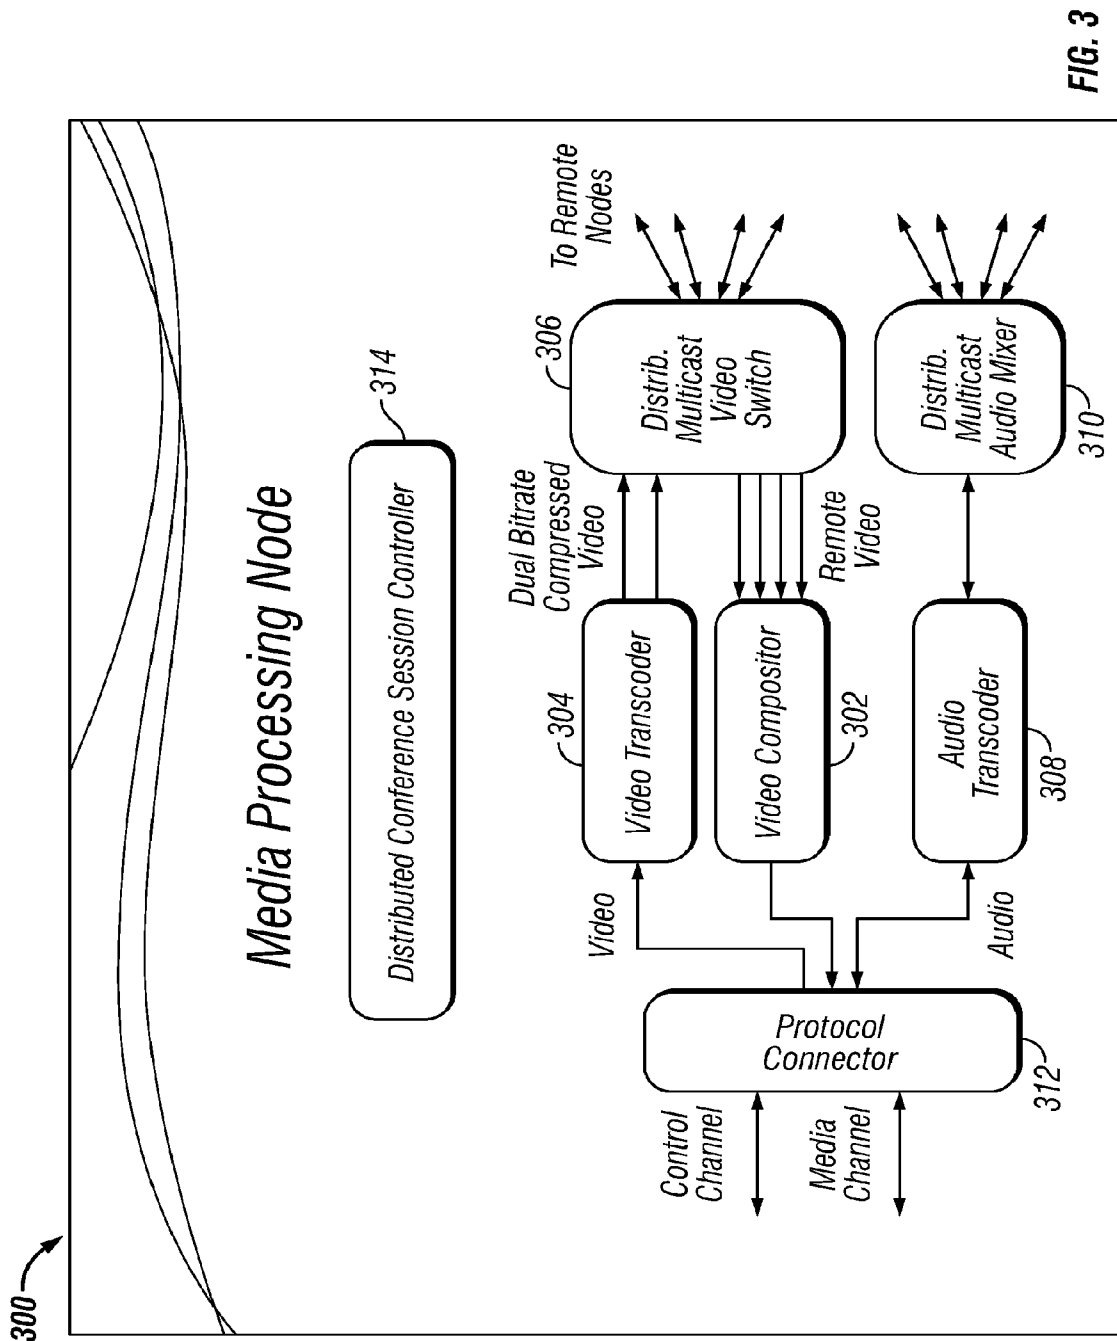 300
Media Processing Node
Distributed Conference Session Controller
314
Control
Channel
Media
Channel
Protocol
Connector
312
Video
Audio
304
Video Transcoder
Video Compositor
302
Audio
Transcoder
308
Dual Bitrate
Compressed
Video
Remote
Video
306
Distrib.
Multicast
Video
Switch
Distrib.
Multicast
Audio Mixer
310
To Remote
Nodes
FIG. 3